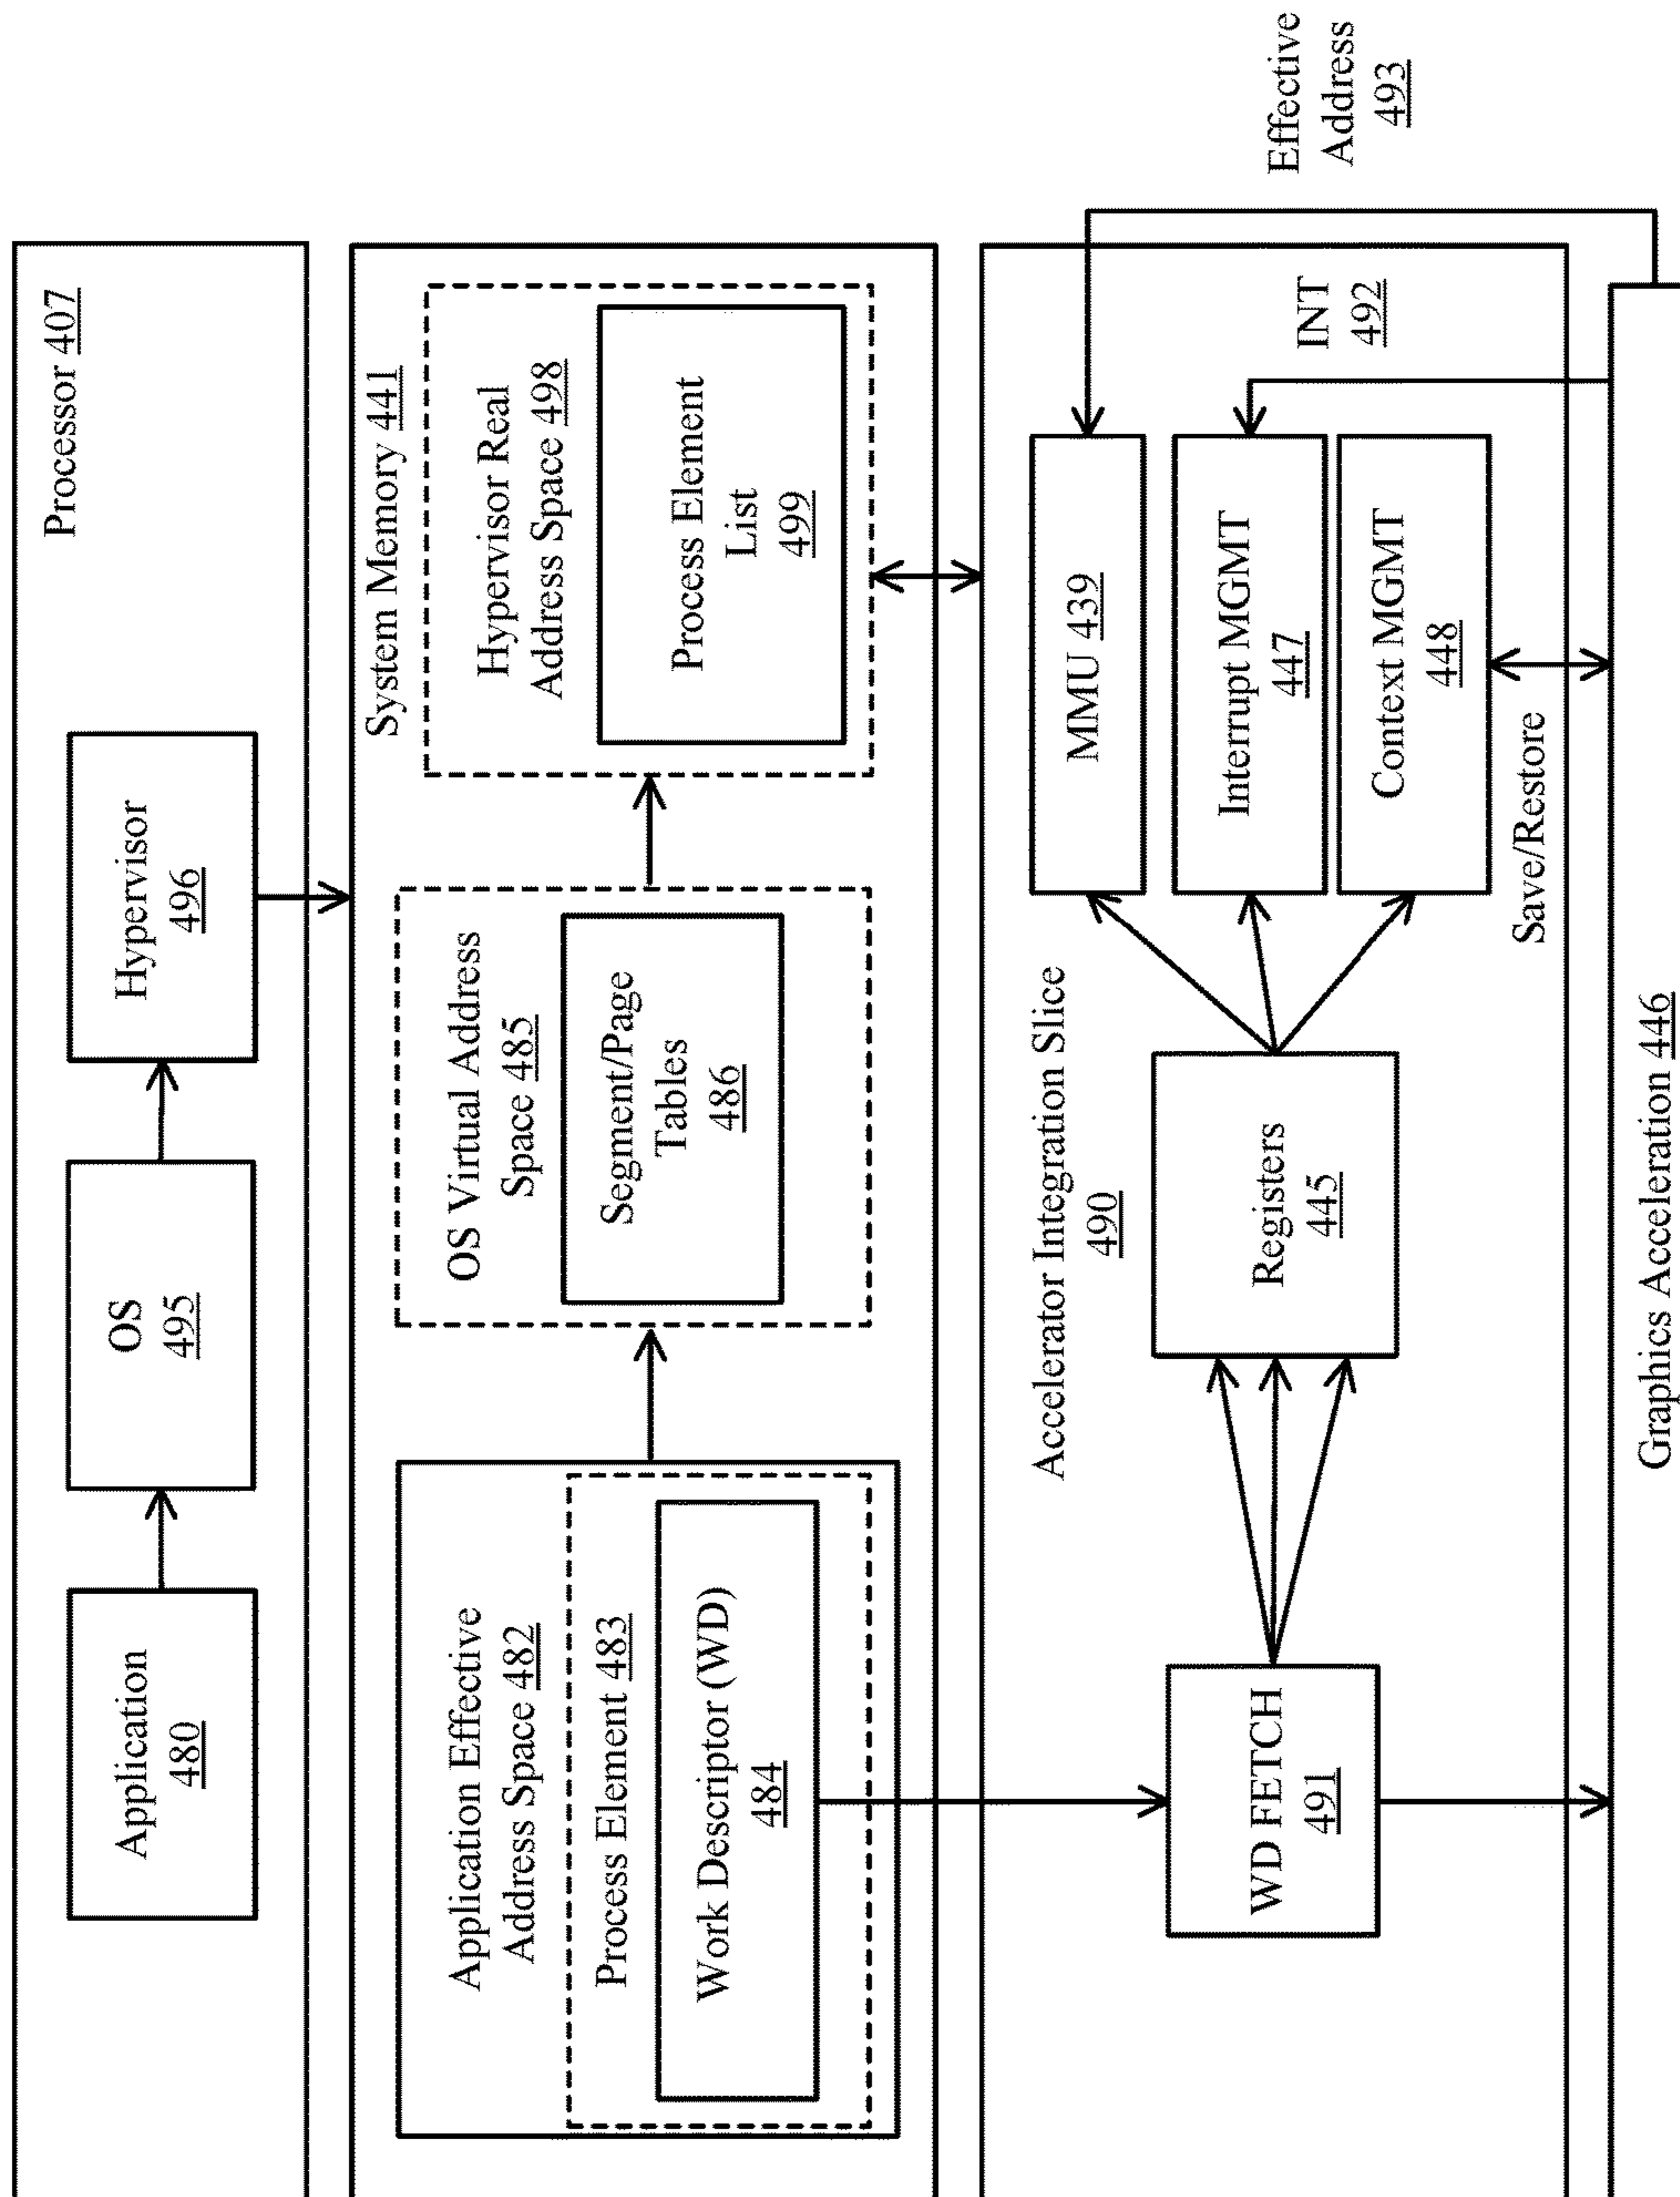 Processor 407
Application
480
OS
495
Hypervisor
496
System Memory 441
Application Effective
Address Space 482
Process Element 483
Work Descriptor (WD)
484
OS Virtual Address
Space 485
Segment/Page
Tables
486
Hypervisor Real
Address Space 498
Process Element
List
499
Accelerator Integration Slice
490
WD FETCH
491
Registers
445
MMU 439
Interrupt MGMT
447
Context MGMT
448
INT
492
Effective
Address
493
Save/Restore
Graphics Acceleration 446